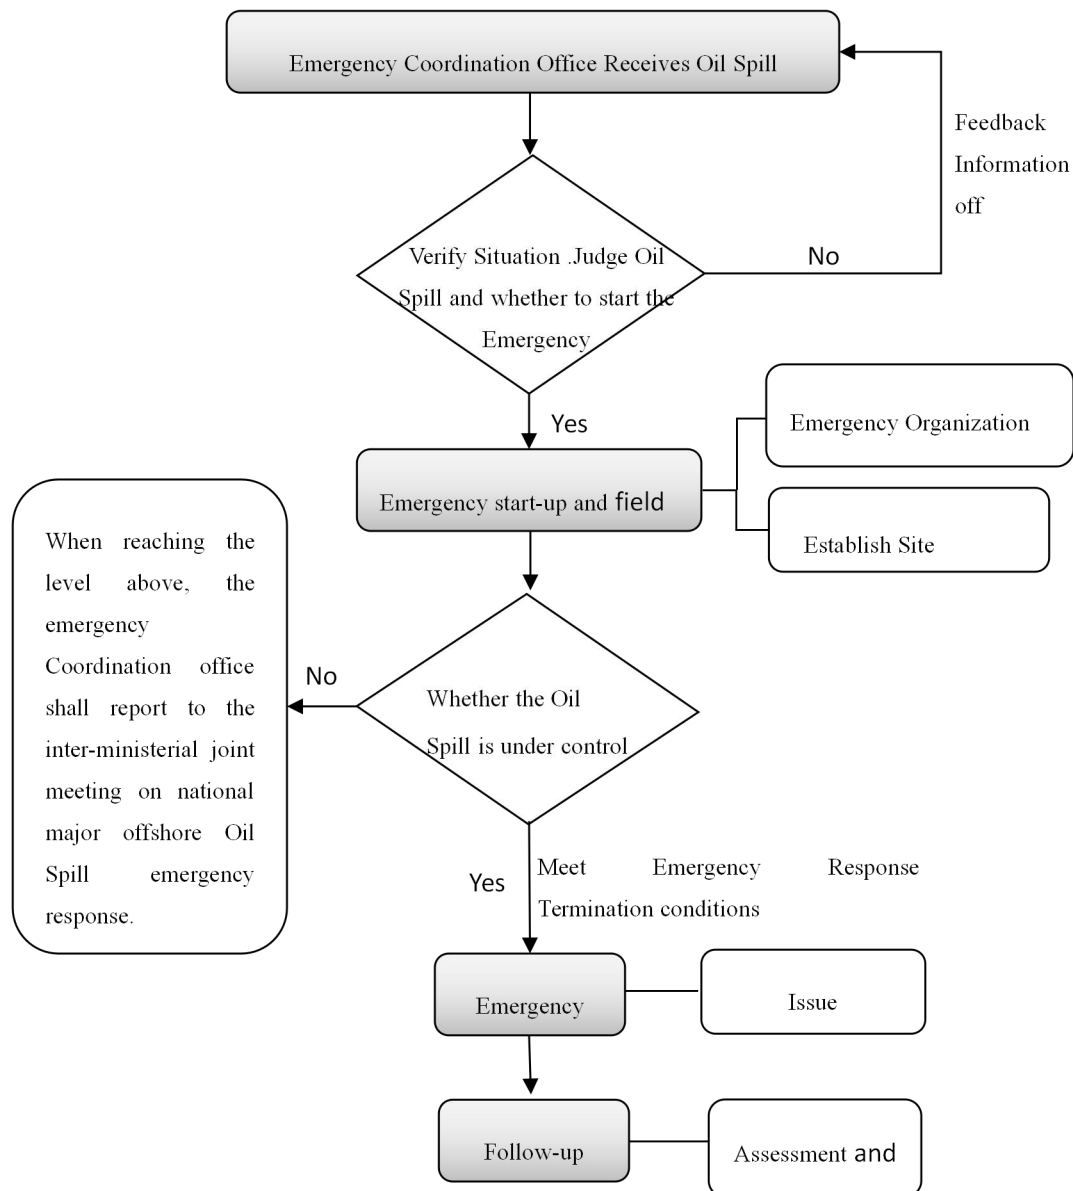 Emergency Coordination Office Receives Oil Spill
Feedback
Information
off
Verify Situation .Judge Oil
Spill and whether to start the
Emergency
No
Yes
Emergency Organization
Emergency start-up and field
Establish Site
When reaching the
level above, the
emergency
Coordination office
shall report to the
inter-ministerial joint
meeting on national
major offshore Oil
Spill emergency
response.
No
Whether the Oil
Spill is under control
Yes
Meet Emergency Response
Termination conditions
Emergency
Issue
Follow-up
Assessment and